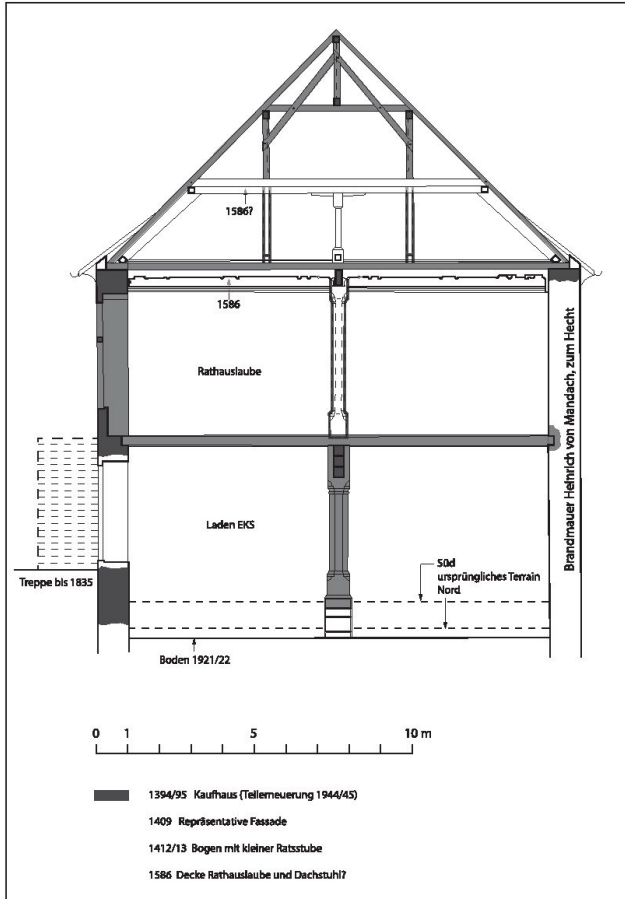 1586?
1586
Rathauslaube
Brandmauer Heinrich von Mandach, zum Hecht
Laden EKS
Süd
ursprüngliches Terrain
Nord
Treppe bis 1835
Boden 1921/22
0 1 5 10 m
1394/95 Kaufhaus (Teilerneuerung 1944/45)
1409 Repräsentative Fassade
1412/13 Bogen mit kleiner Ratsstube
1586 Decke Rathauslaube und Dachstuhl?